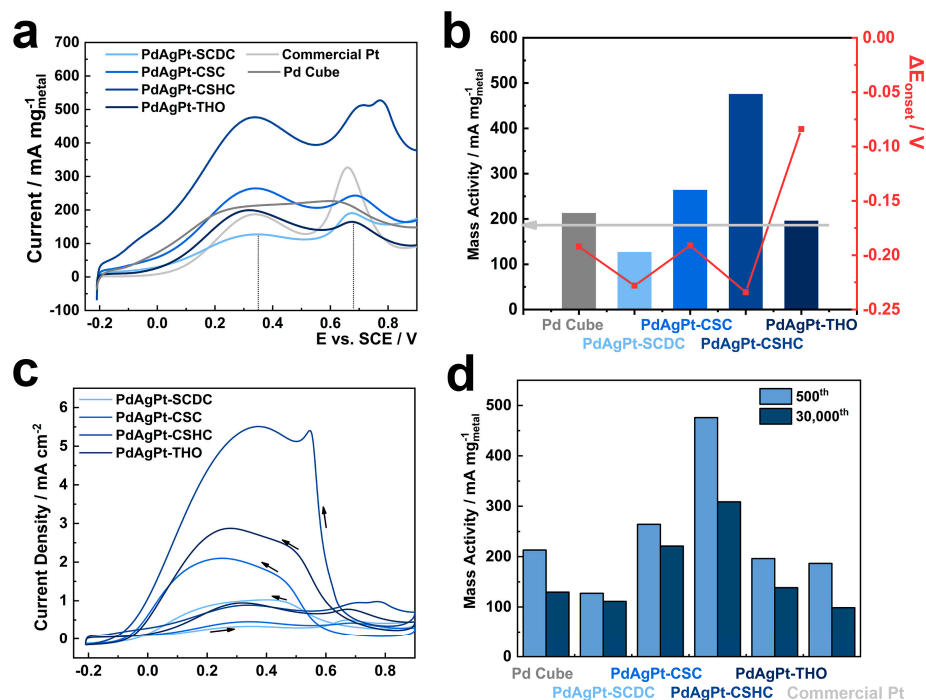 a
700
600
500
400
300
200
100
0
-100
Current / mA mg⁻¹metal
PdAgPt-SCDC
PdAgPt-CSC
PdAgPt-CSHC
PdAgPt-THO
Commercial Pt
Pd Cube
-0.2 0.0 0.2 0.4 0.6 0.8
E vs. SCE / V
b
600
500
400
300
200
100
0
Mass Activity / mA mg⁻¹metal
0.00
-0.05
-0.10
-0.15
-0.20
-0.25
ΔEonset / V
Pd Cube PdAgPt-CSC PdAgPt-THO
PdAgPt-SCDC PdAgPt-CSHC
c
6
5
4
3
2
1
0
Current Density / mA cm⁻²
PdAgPt-SCDC
PdAgPt-CSC
PdAgPt-CSHC
PdAgPt-THO
-0.2 0.0 0.2 0.4 0.6 0.8
d
500
400
300
200
100
0
Mass Activity / mA mg⁻¹metal
500th
30,000th
Pd Cube PdAgPt-CSC PdAgPt-THO
PdAgPt-SCDC PdAgPt-CSHC Commercial Pt